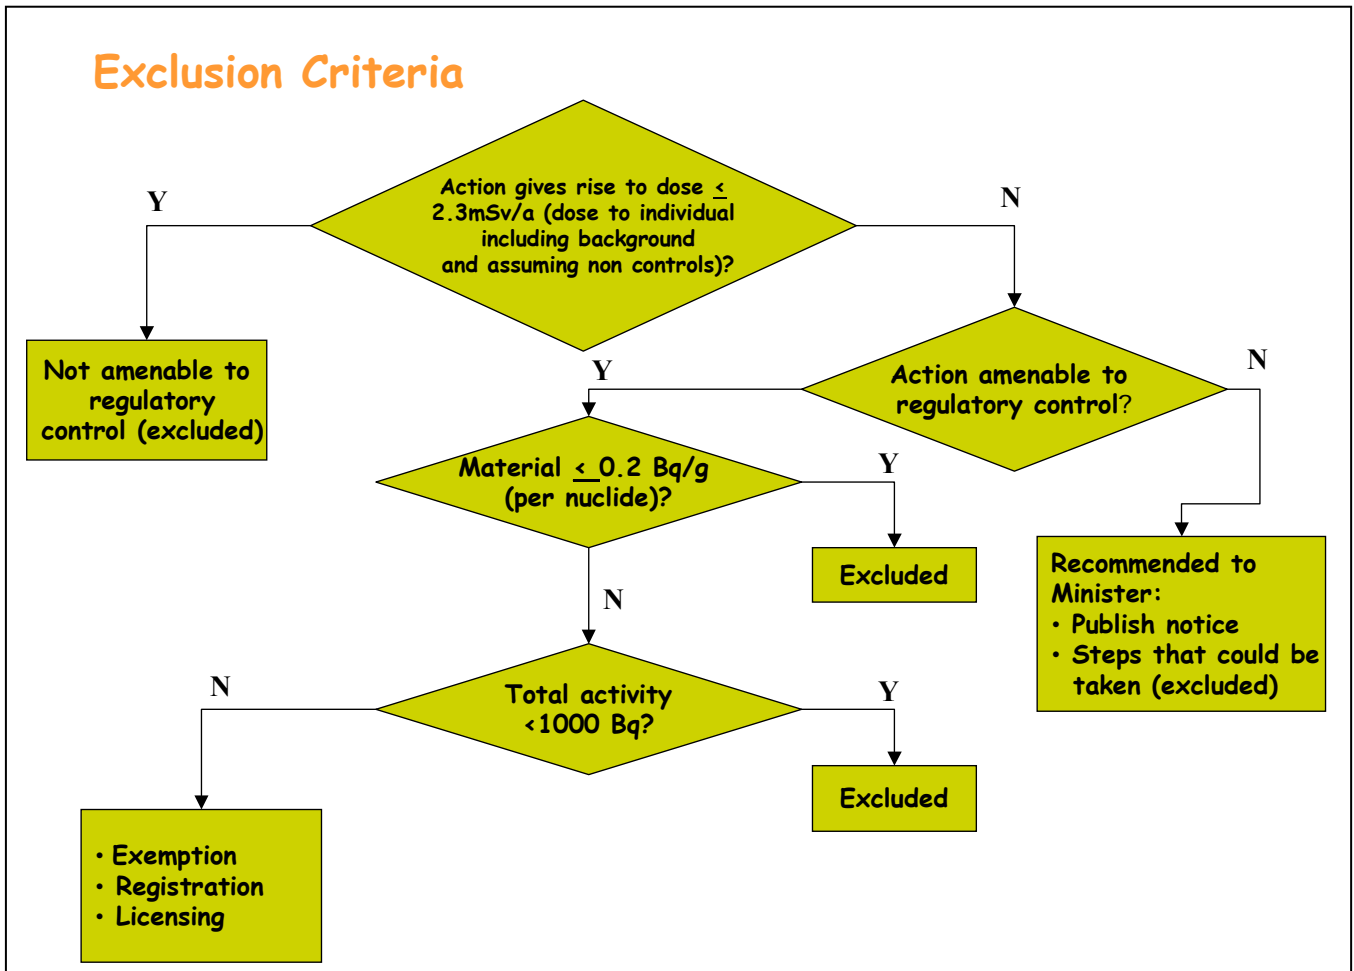 Exclusion Criteria
Action gives rise to dose <
2.3mSv/a (dose to individual
including background
and assuming non controls)?
Y
N
Not amenable to
regulatory
control (excluded)
Action amenable to
regulatory control?
Y
N
Material < 0.2 Bq/g
(per nuclide)?
Y
Excluded
Recommended to
Minister:
• Publish notice
• Steps that could be
taken (excluded)
N
Total activity
<1000 Bq?
N
Y
Excluded
• Exemption
• Registration
• Licensing